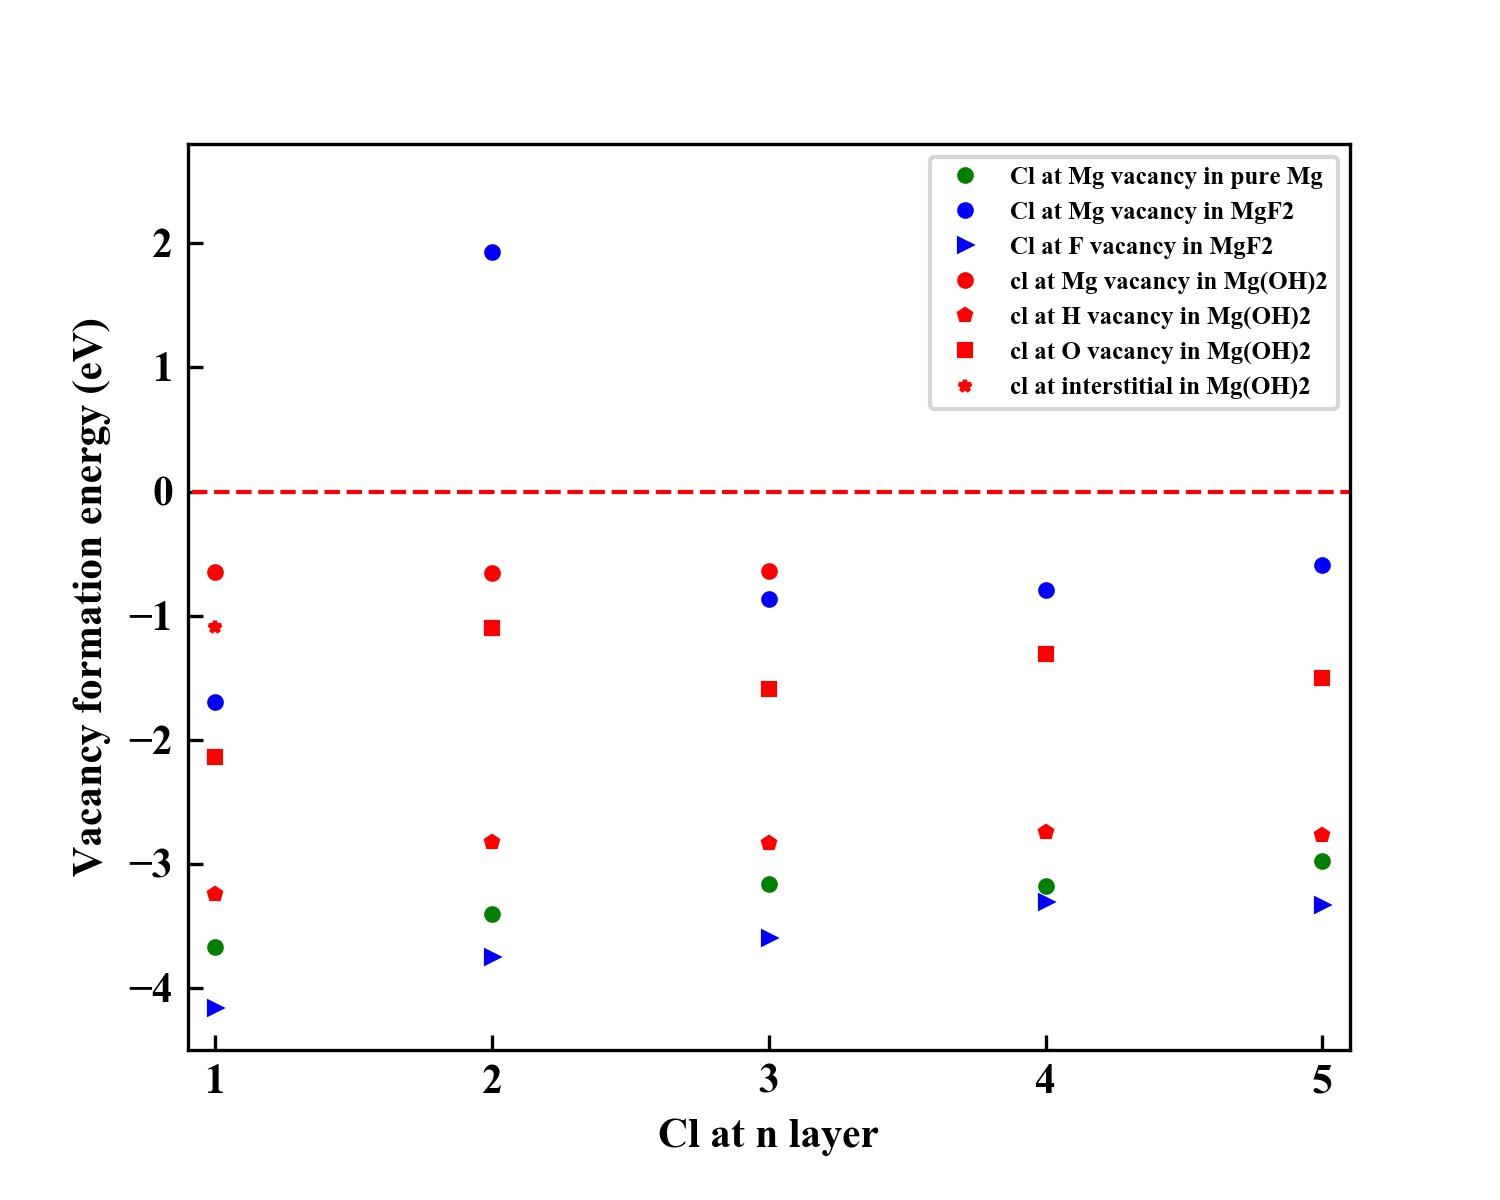 Cl at Mg vacancy in pure Mg
Cl at Mg vacancy in MgF2
Cl at F vacancy in MgF2
cl at Mg vacancy in Mg(OH)2
cl at H vacancy in Mg(OH)2
cl at O vacancy in Mg(OH)2
cl at interstitial in Mg(OH)2
Vacancy formation energy (eV)
2
1
0
−1
−2
−3
−4
1 2 3 4 5
Cl at n layer